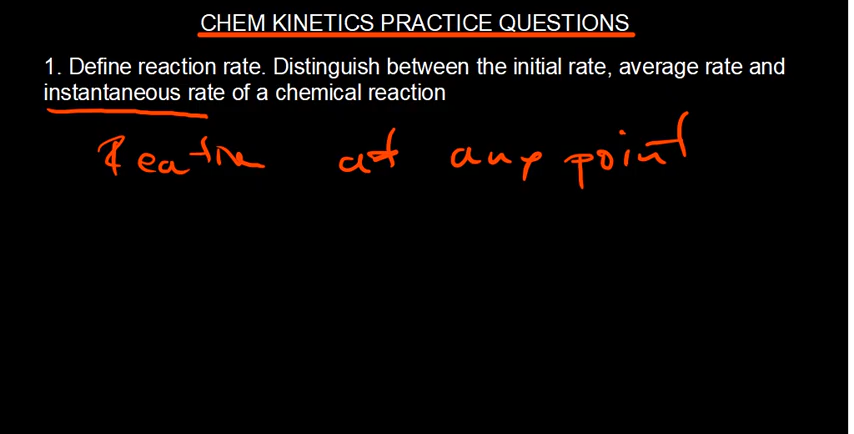 CHEM KINETICS PRACTICE QUESTIONS
1. Define reaction rate. Distinguish between the initial rate, average rate and
instantaneous rate of a chemical reaction
at any point